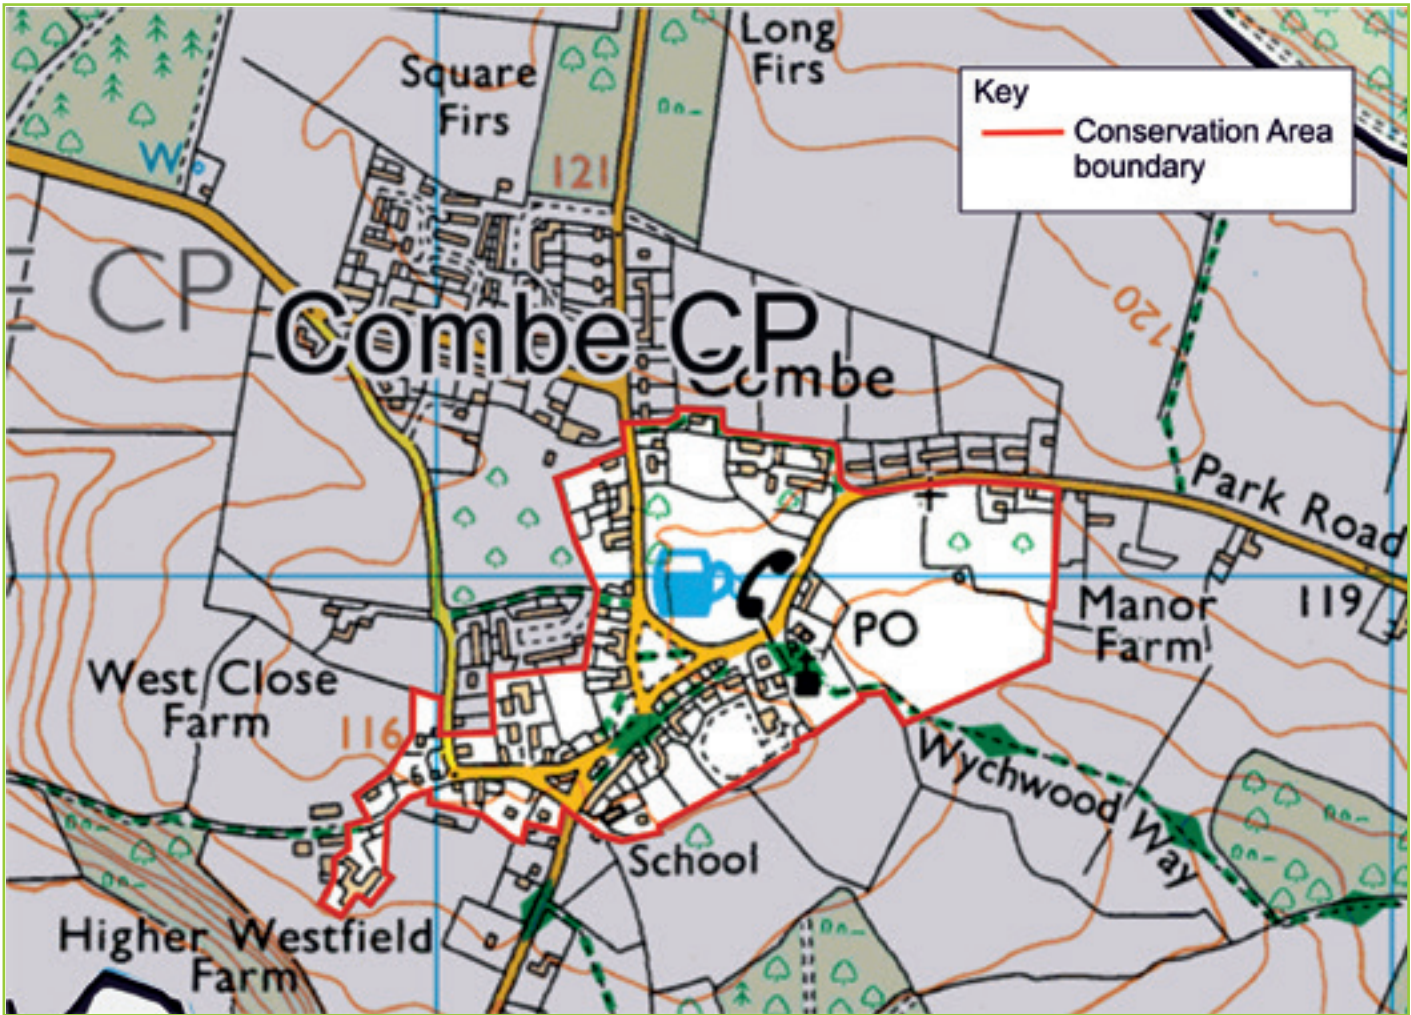 Long
Firs
Square
Firs
Key
Conservation Area
boundary
W
121
CP
120
Combe CP
Combe
Park Road
PO
Manor
Farm
119
West Close
Farm
116
Wychwood Way
School
Higher Westfield
Farm